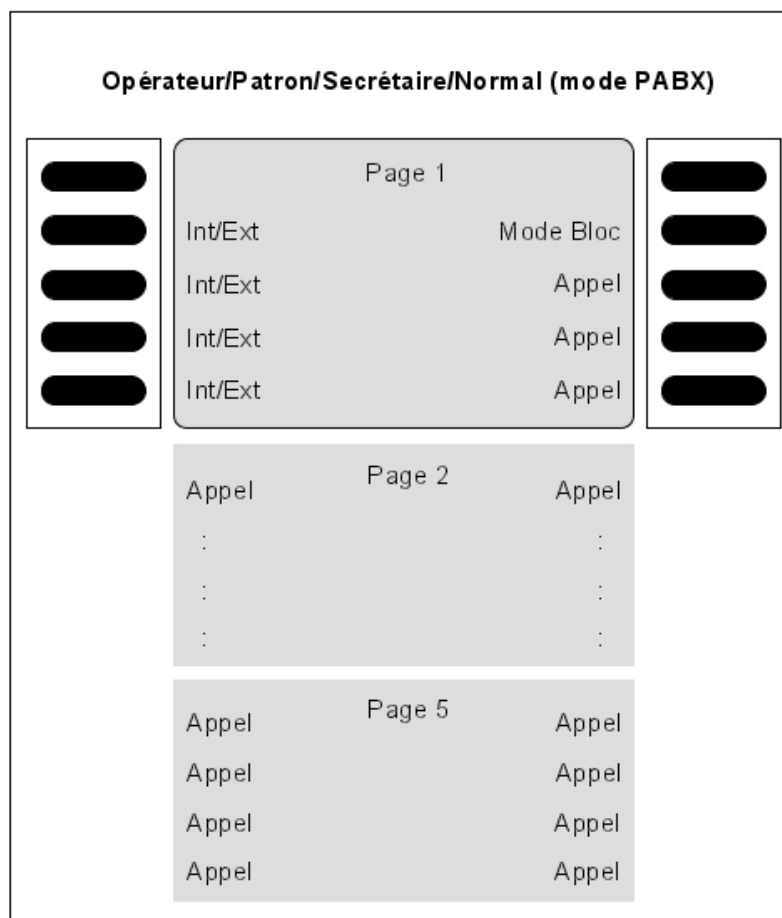 Opérateur/Patron/Secrétaire/Normal (mode PABX)
Page 1
Int/Ext Mode Bloc
Int/Ext Appel
Int/Ext Appel
Int/Ext Appel
Page 2
Appel Appel
: :
: :
: :
Page 5
Appel Appel
Appel Appel
Appel Appel
Appel Appel